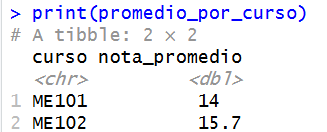 > print(promedio_por_curso)
# A tibble: 2 × 2
curso nota_promedio
<chr> <dbl>
1 ME101 14
2 ME102 15.7